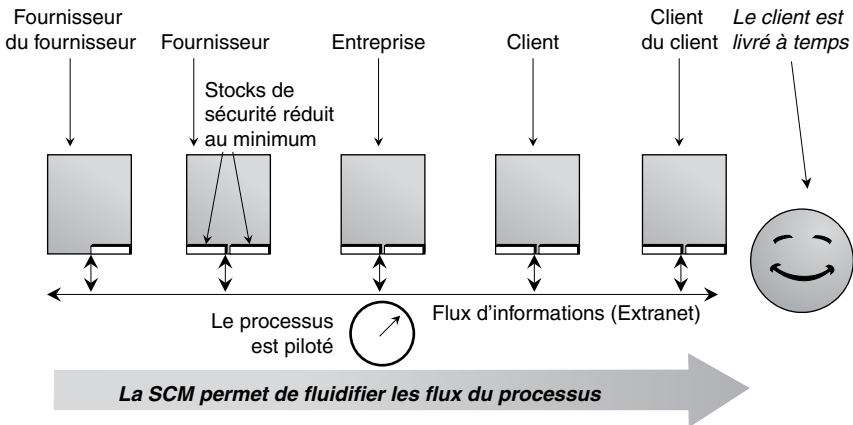 Fournisseur
du fournisseur
Fournisseur
Entreprise
Client
Client
du client
Le client est
livré à temps
Stocks de
sécurité réduit
au minimum
Flux d'informations (Extranet)
Le processus
est piloté
La SCM permet de fluidifier les flux du processus